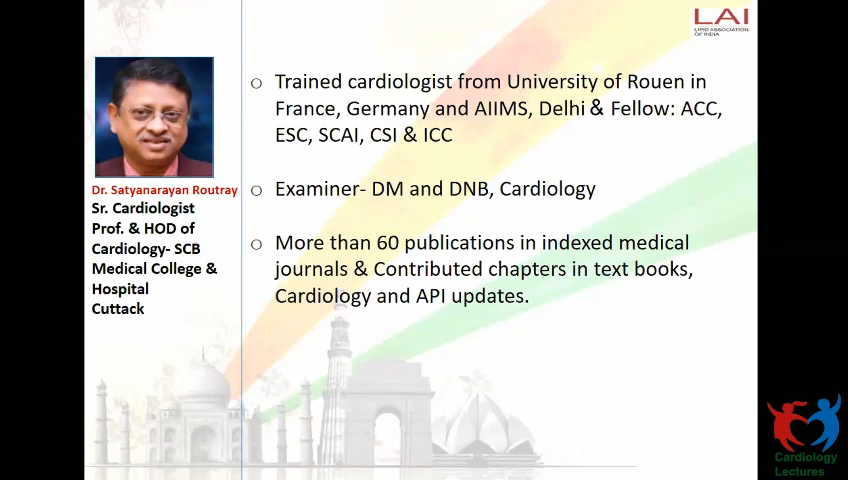 LAI
LIPID ASSOCIATION
OF INDIA
Dr. Satyanarayan Routray
Sr. Cardiologist
Prof. & HOD of
Cardiology- SCB
Medical College &
Hospital
Cuttack
○ Trained cardiologist from University of Rouen in
France, Germany and AIIMS, Delhi & Fellow: ACC,
ESC, SCAI, CSI & ICC
○ Examiner- DM and DNB, Cardiology
○ More than 60 publications in indexed medical
journals & Contributed chapters in text books,
Cardiology and API updates.
Cardiology
Lectures